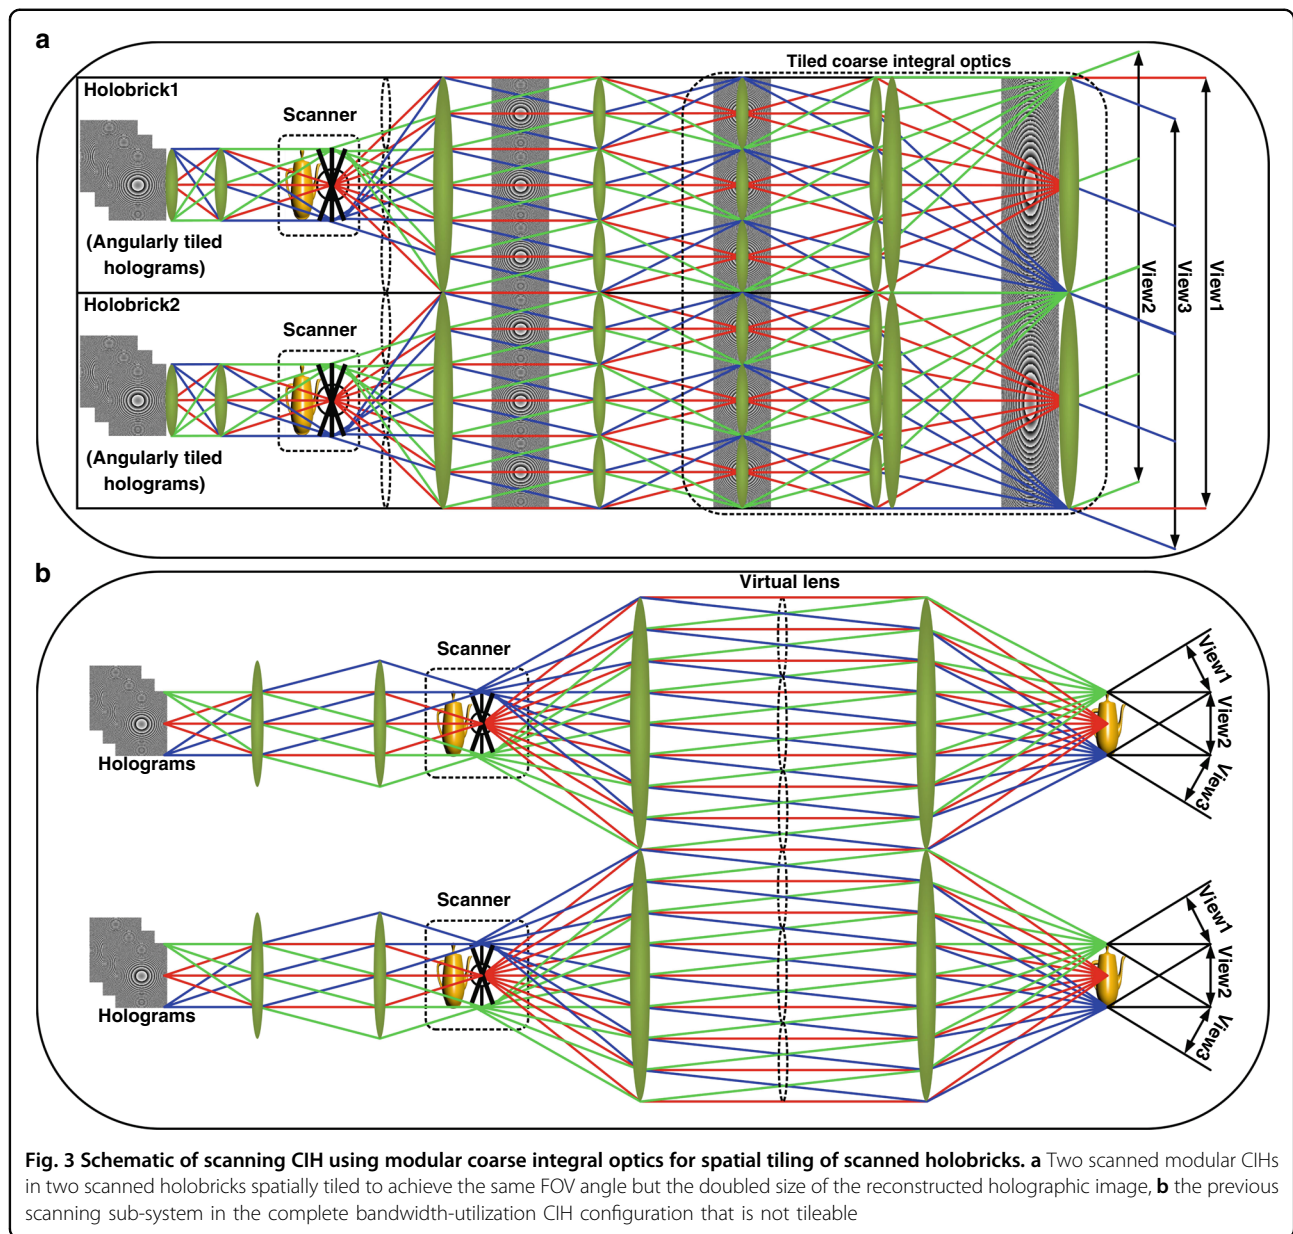 a
Tiled coarse integral optics
Holobrick1
Scanner
(Angularly tiled
holograms)
View2
View3
View1
Holobrick2
Scanner
(Angularly tiled
holograms)
b
Virtual lens
Scanner
Holograms
View1
View2
View3
Scanner
Holograms
View1
View2
View3
Fig. 3 Schematic of scanning CIH using modular coarse integral optics for spatial tiling of scanned holobricks. a Two scanned modular CIHs
in two scanned holobricks spatially tiled to achieve the same FOV angle but the doubled size of the reconstructed holographic image, b the previous
scanning sub-system in the complete bandwidth-utilization CIH configuration that is not tileable